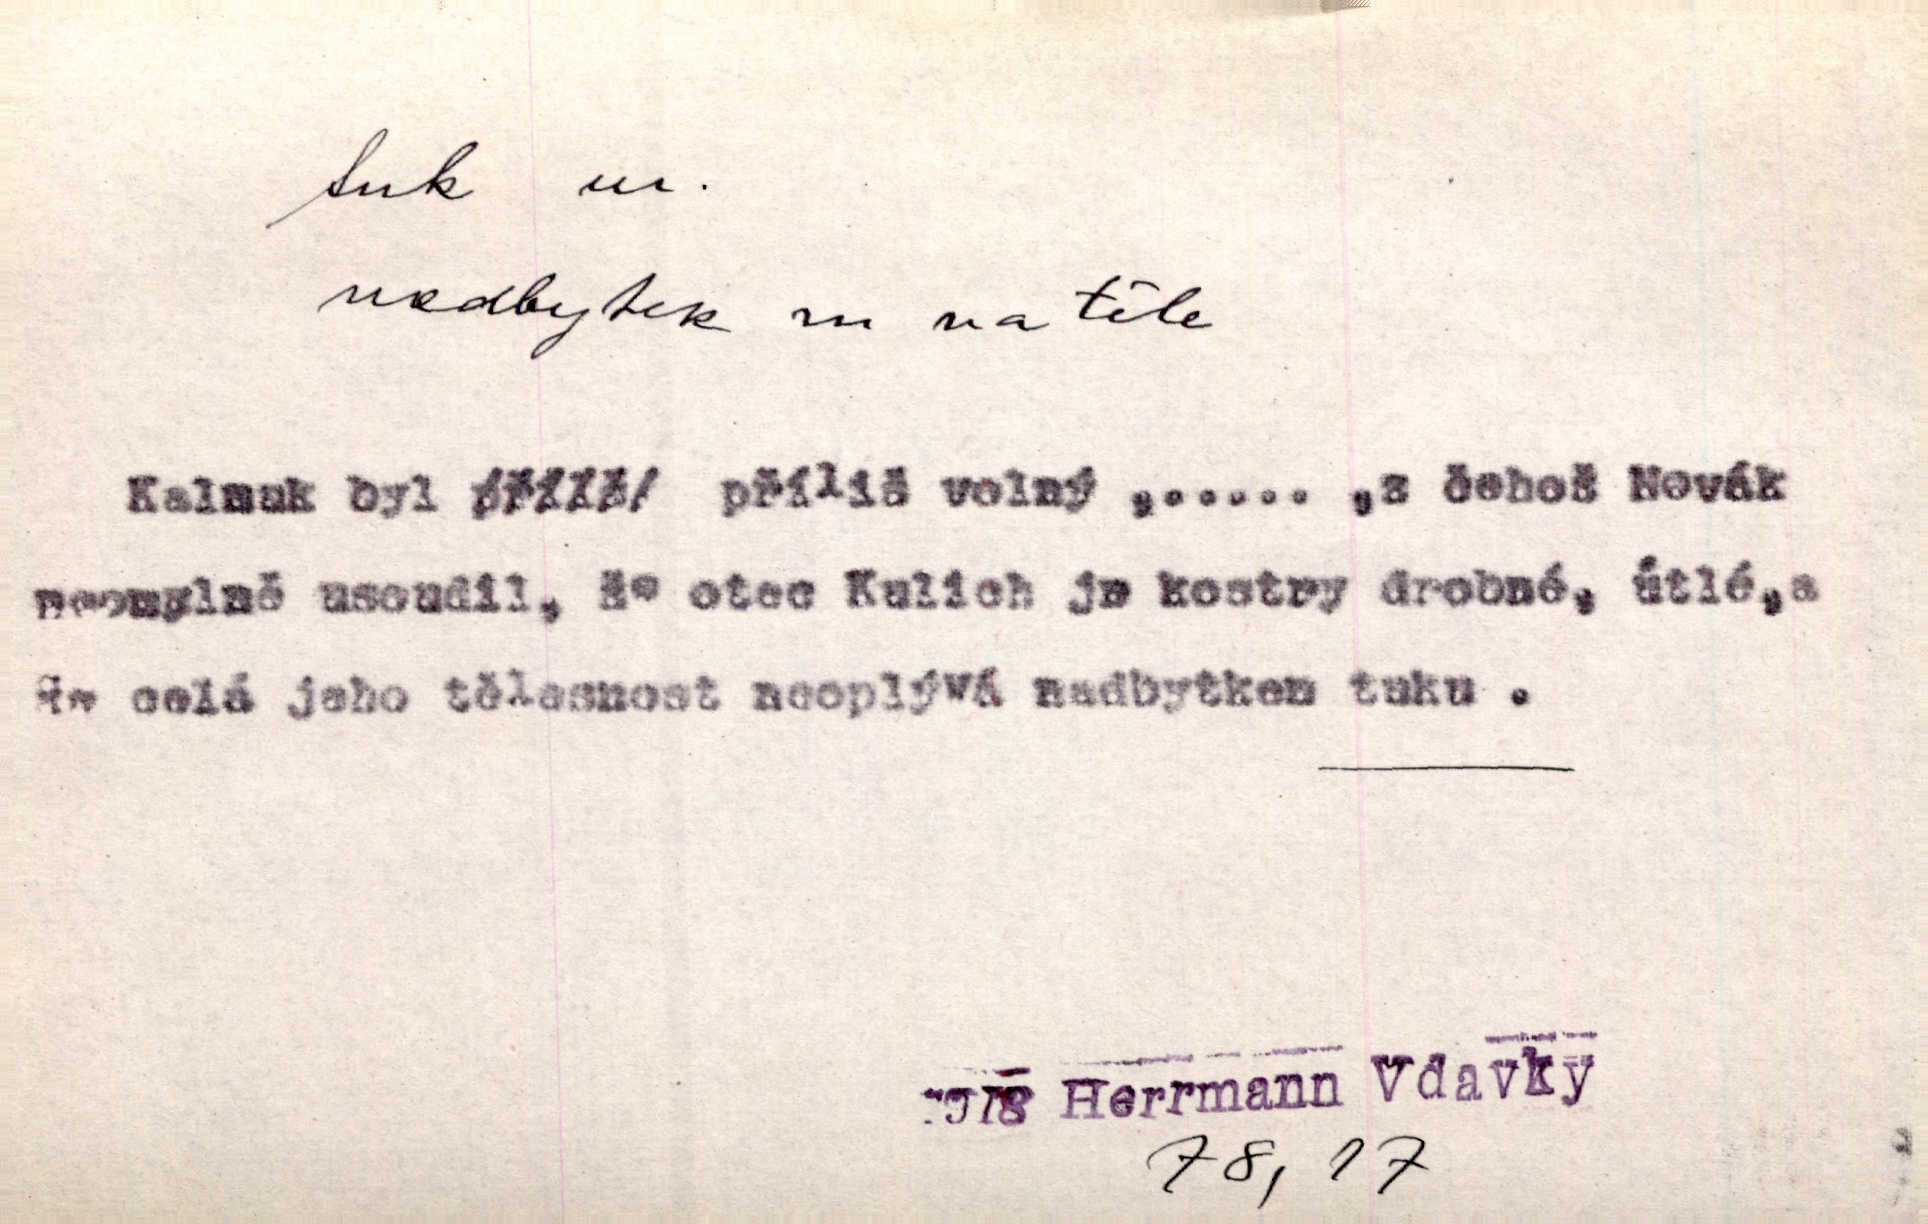 tuk m.
nadbytek m na těle
Kalmuk byl příliš volný ,...... ,z čehož Novák
neomylně usoudil, že otec Kulich je kostry drobné, útlé,a
že celá jeho tělesnost neoplývá nadbytkem tuku .
1918 Herrmann Vdavky
78, 17